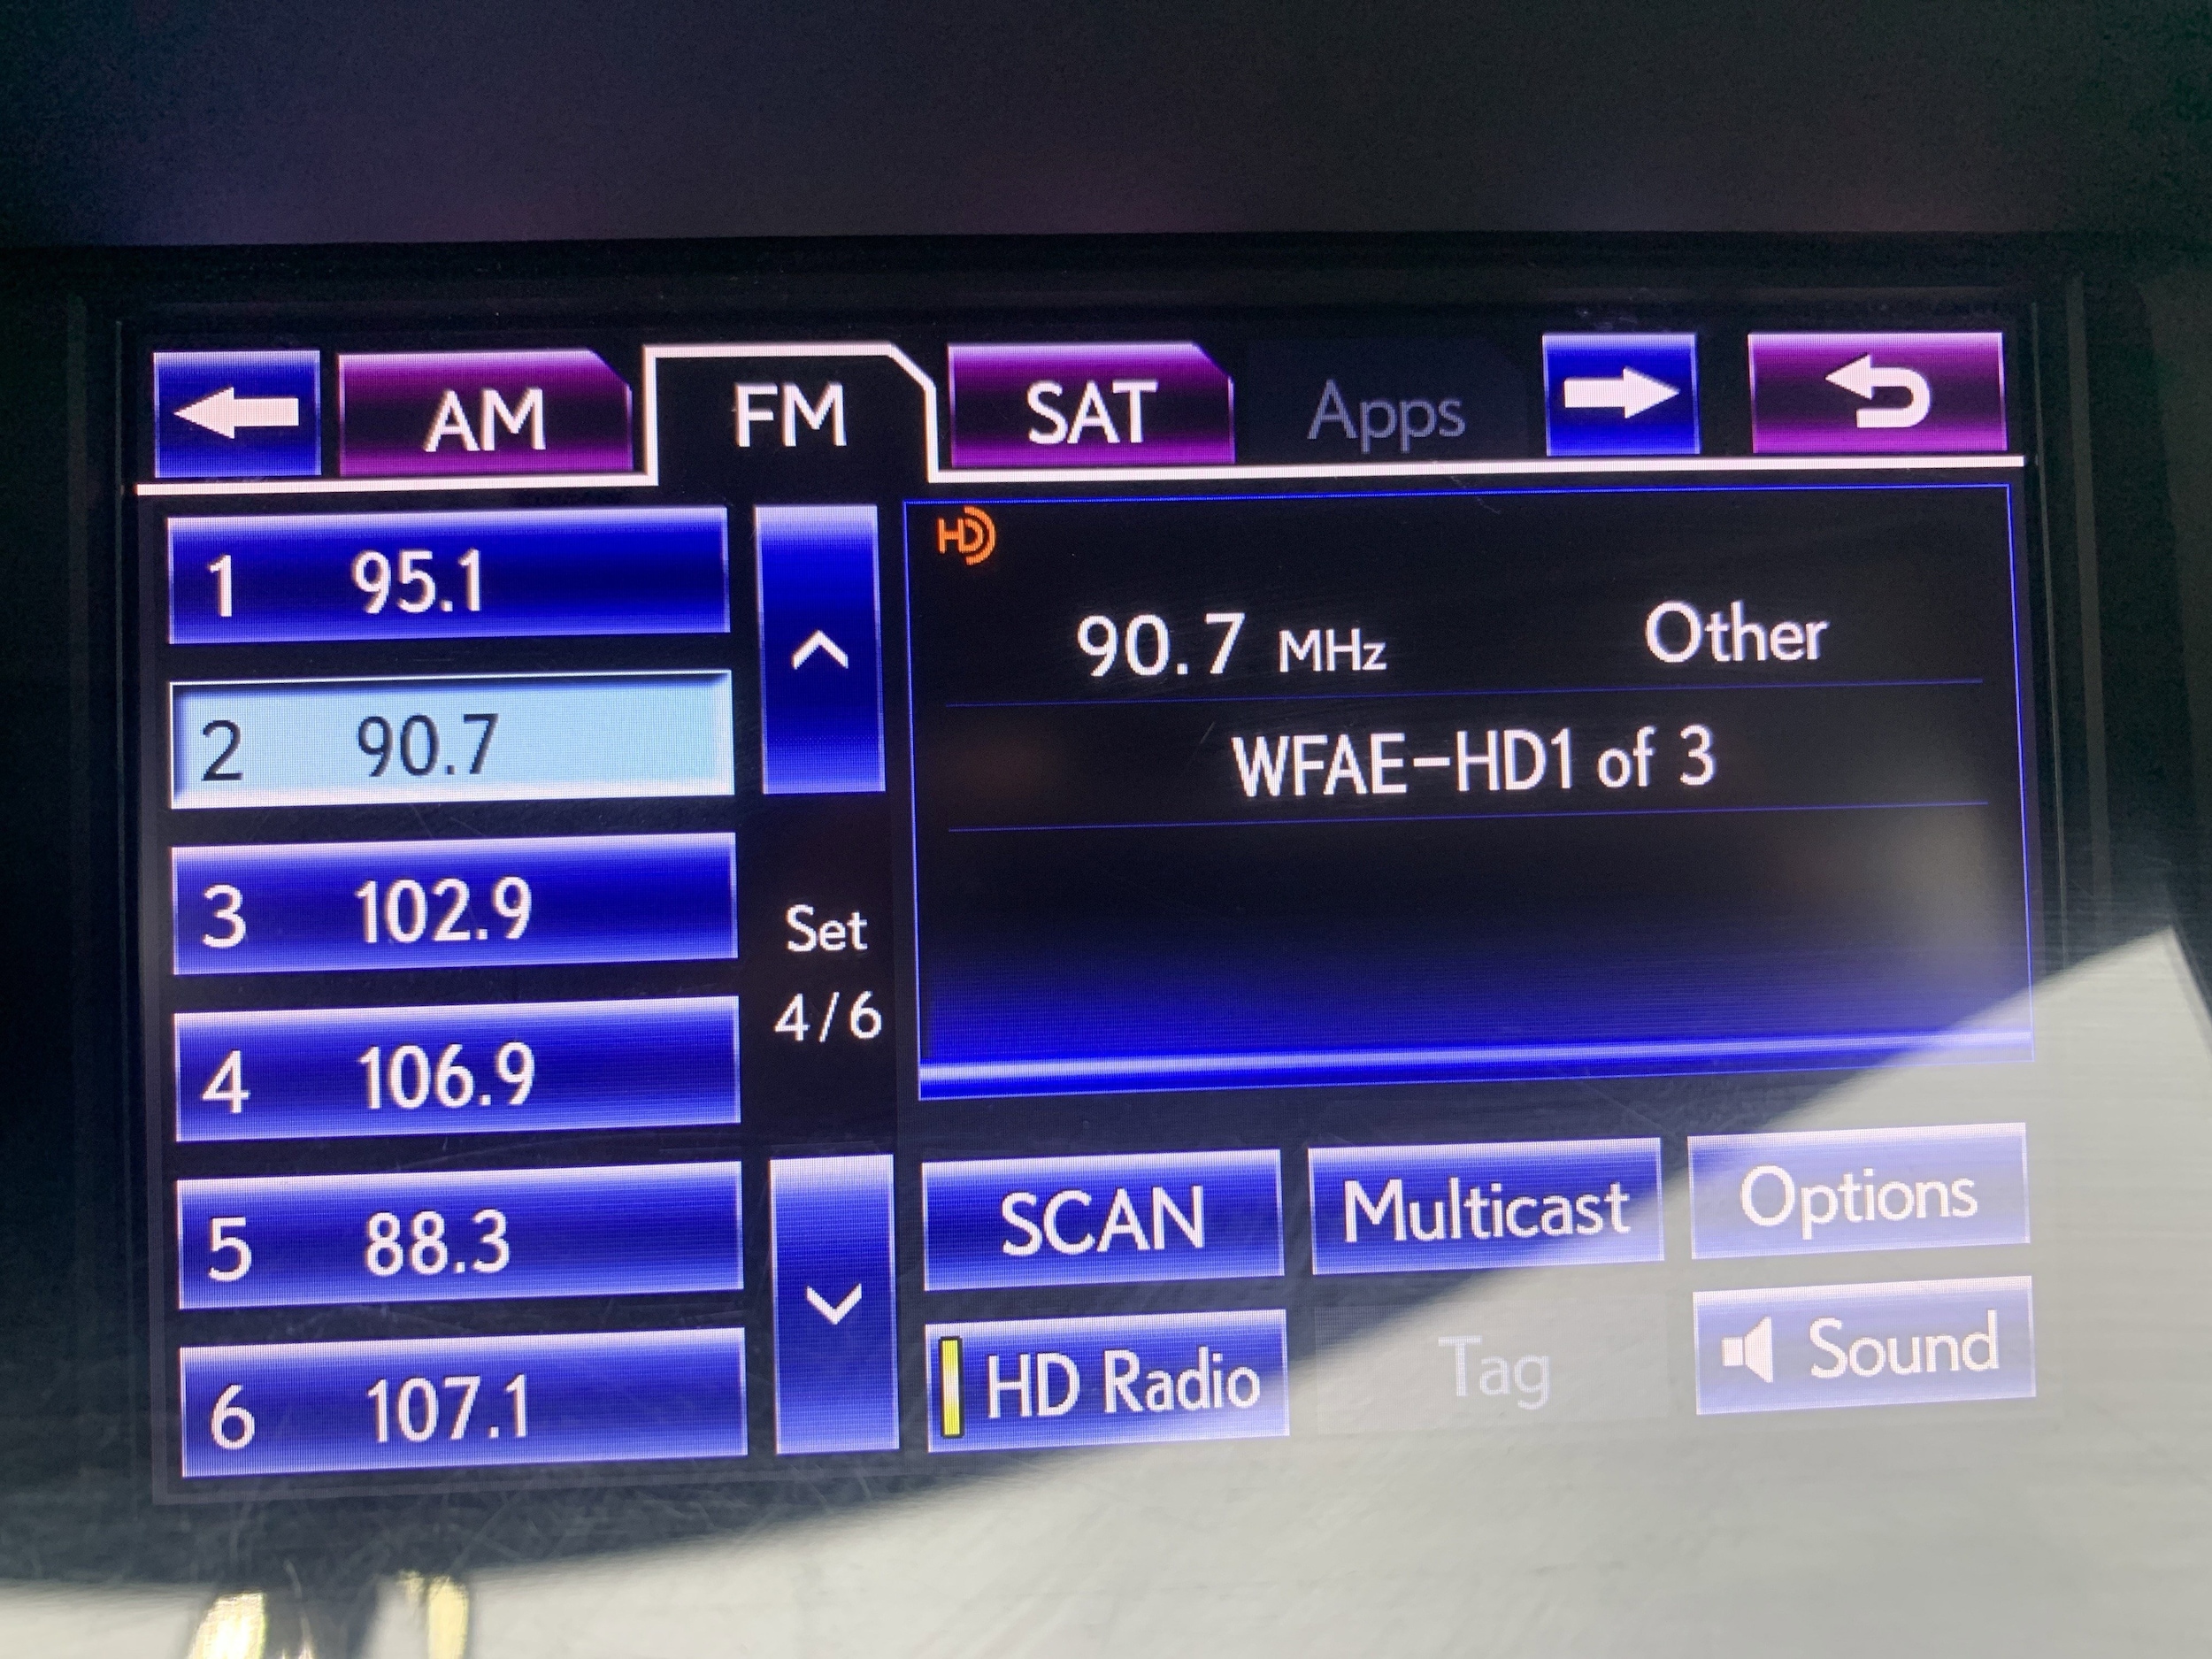 AM FM SAT Apps
HD
1 95.1
2 90.7
3 102.9
4 106.9
5 88.3
6 107.1
Set
4/6
90.7 MHz Other
WFAE-HD1 of 3
SCAN Multicast Options
HD Radio Tag Sound